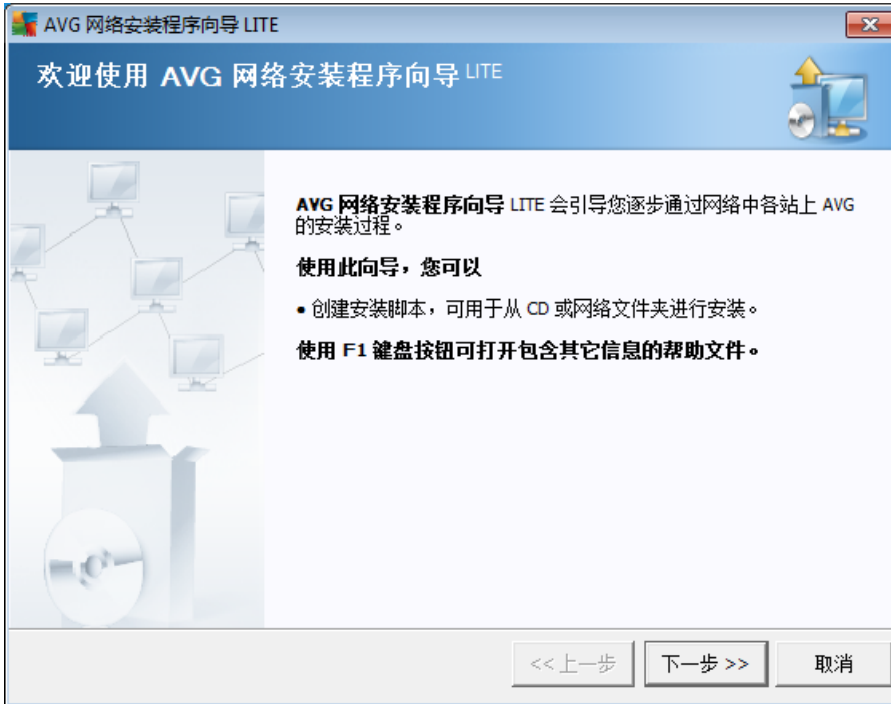 AVG 网络安装程序向导 LITE
欢迎使用 AVG 网络安装程序向导 LITE
AVG 网络安装程序向导 LITE 会引导您逐步通过网络中各站上 AVG
的安装过程。
使用此向导，您可以
• 创建安装脚本，可用于从 CD 或网络文件夹进行安装。
使用 F1 键盘按钮可打开包含其它信息的帮助文件。
<< 上一步
下一步 >>
取消